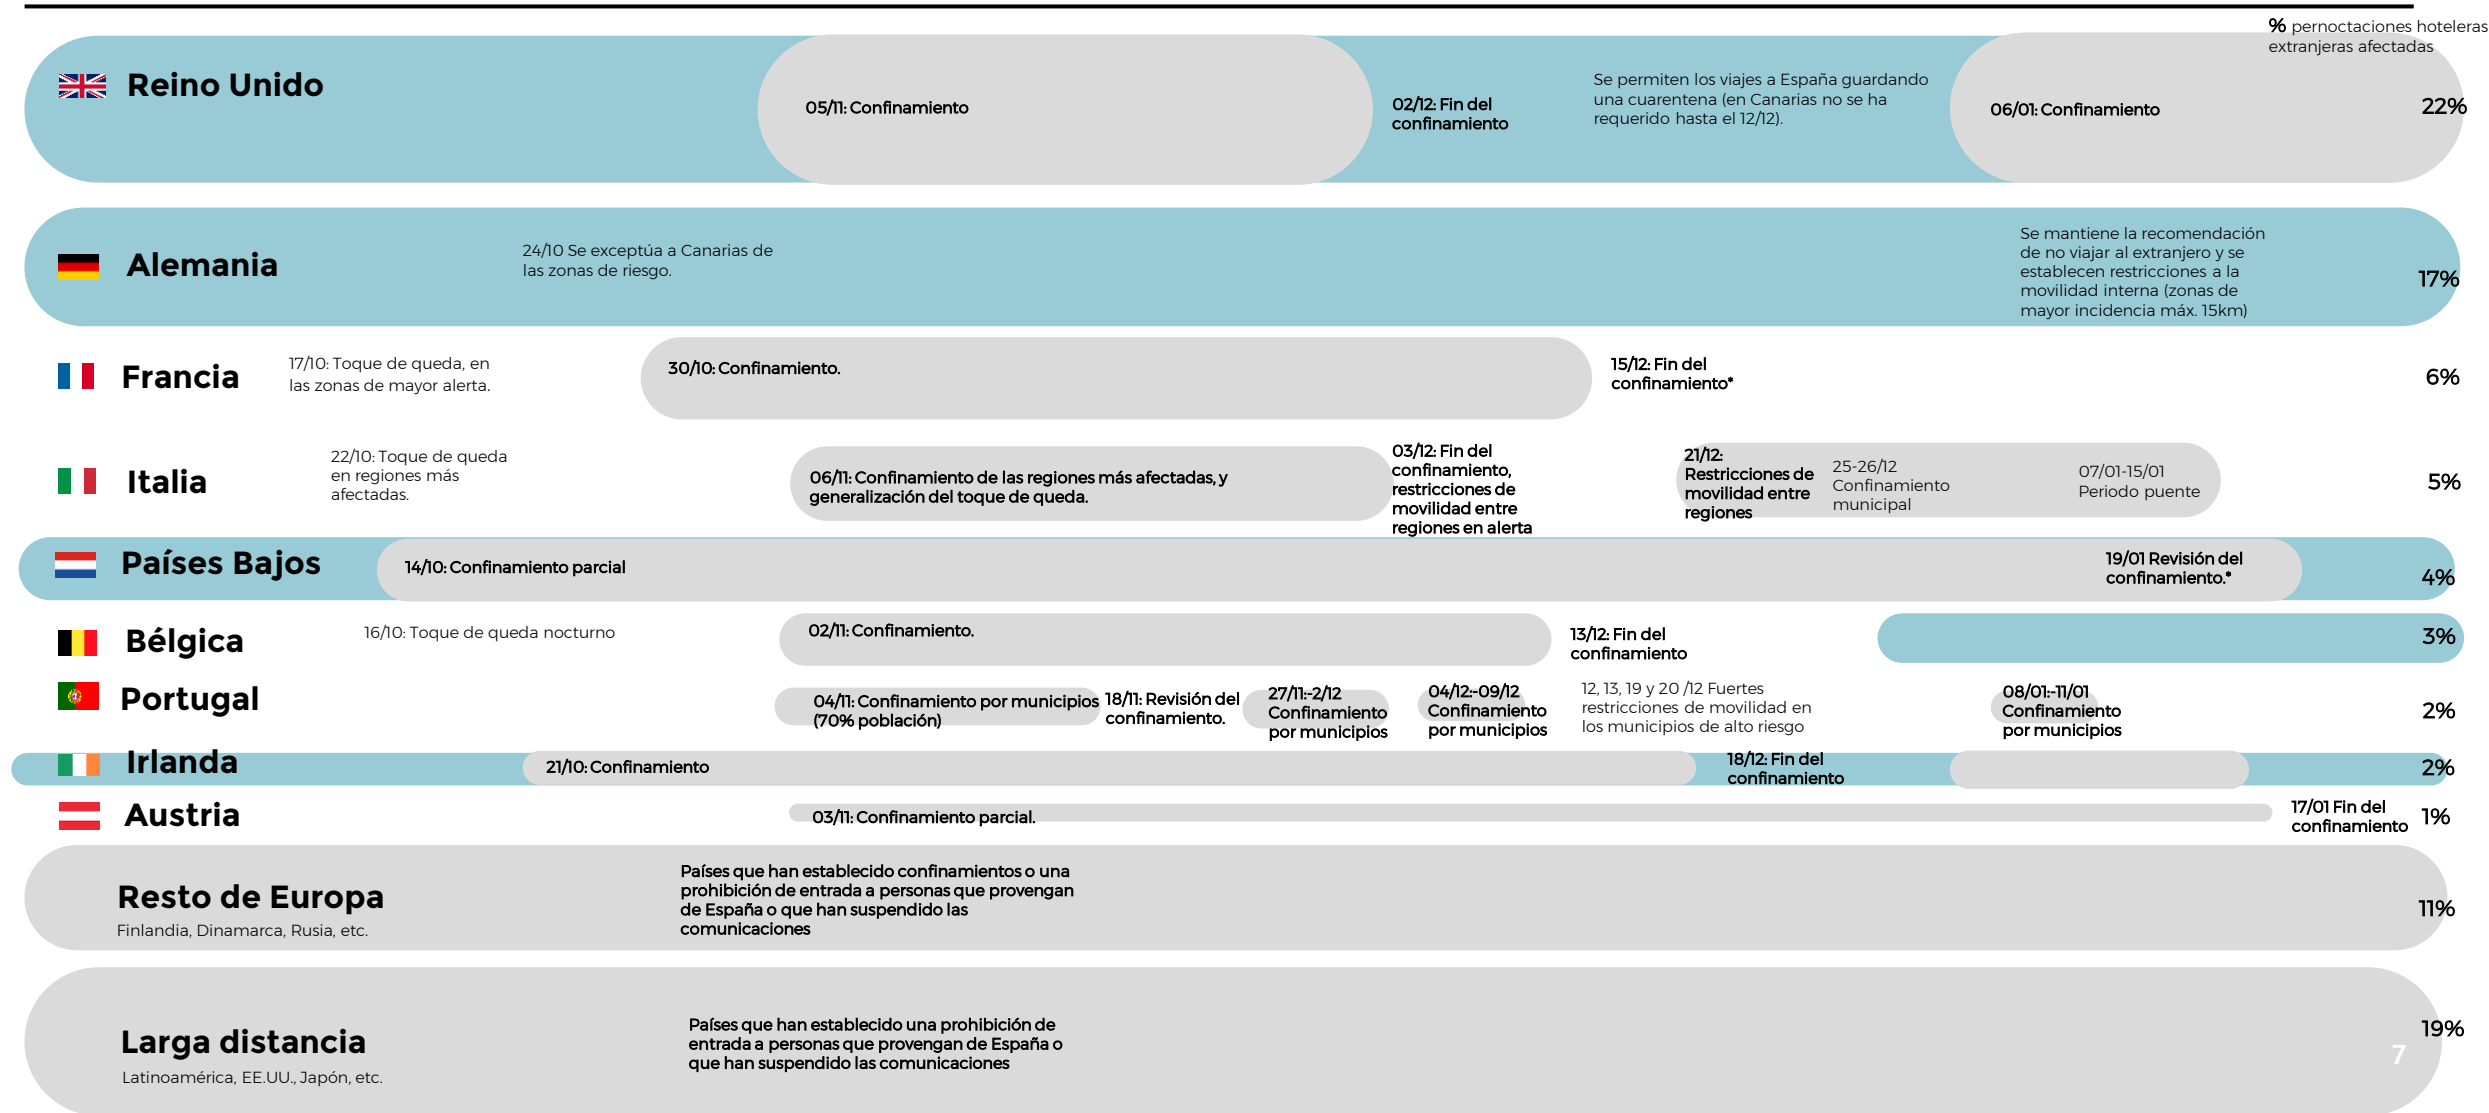 % pernoctaciones hoteleras
extranjeras afectadas
Reino Unido
05/11: Confinamiento
02/12: Fin del
confinamiento
Se permiten los viajes a España guardando
una cuarentena (en Canarias no se ha
requerido hasta el 12/12).
06/01: Confinamiento
22%
Alemania
24/10 Se exceptúa a Canarias de
las zonas de riesgo.
Se mantiene la recomendación
de no viajar al extranjero y se
establecen restricciones a la
movilidad interna (zonas de
mayor incidencia máx. 15km)
17%
Francia
17/10: Toque de queda, en
las zonas de mayor alerta.
30/10: Confinamiento.
15/12: Fin del
confinamiento*
6%
Italia
22/10: Toque de queda
en regiones más
afectadas.
06/11: Confinamiento de las regiones más afectadas, y
generalización del toque de queda.
03/12: Fin del
confinamiento,
restricciones de
movilidad entre
regiones en alerta
21/12:
Restricciones de
movilidad entre
regiones
25-26/12
Confinamiento
municipal
07/01-15/01
Periodo puente
5%
Países Bajos
14/10: Confinamiento parcial
19/01 Revisión del
confinamiento.*
4%
Bélgica
16/10: Toque de queda nocturno
02/11: Confinamiento.
13/12: Fin del
confinamiento
3%
Portugal
04/11: Confinamiento por municipios
(70% población)
18/11: Revisión del
confinamiento.
27/11:-2/12
Confinamiento
por municipios
04/12:-09/12
Confinamiento
por municipios
12, 13, 19 y 20 /12 Fuertes
restricciones de movilidad en
los municipios de alto riesgo
08/01:-11/01
Confinamiento
por municipios
2%
Irlanda
21/10: Confinamiento
18/12: Fin del
confinamiento
2%
Austria
03/11: Confinamiento parcial.
17/01 Fin del
confinamiento
1%
Resto de Europa
Finlandia, Dinamarca, Rusia, etc.
Países que han establecido confinamientos o una
prohibición de entrada a personas que provengan
de España o que han suspendido las
comunicaciones
11%
Larga distancia
Latinoamérica, EE.UU., Japón, etc.
Países que han establecido una prohibición de
entrada a personas que provengan de España o
que han suspendido las comunicaciones
19%
7